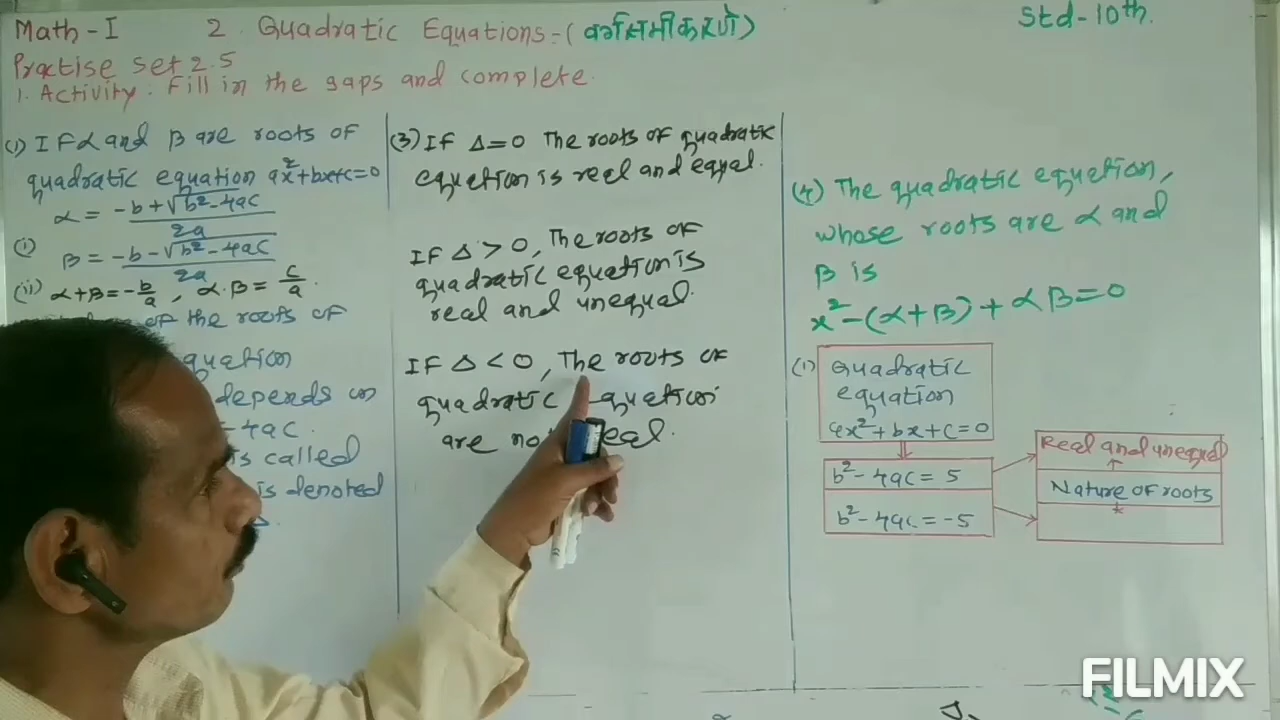 Math-I 2. Quadratic Equations-(वर्गसमीकरणे) Std-10th.
Practise set 2.5
1. Activity: Fill in the gaps and complete.
(1) If α and β are roots of
quadratic equation ax²+bx+c=0
(i) α = -b+√b²-4ac / 2a
β = -b-√b²-4ac / 2a
(ii) α+β=-b/a, α.β=c/a.
of the roots of
quation
depends on
-4ac.
is called
is denoted
Δ.
(3) If Δ=0 The roots of quadratic
equation is real and equal.
If Δ > 0, The roots of
quadratic equation is
real and unequal.
If Δ < 0, The roots of
quadratic equation
are not real.
(4) The quadratic equation,
whose roots are α and
β is
x²-(α+β)+αβ=0
(1) Quadratic
equation
ax²+bx+c=0
b²-4ac = 5
b²-4ac = -5
Real and unequal
Nature of roots
FILMIX